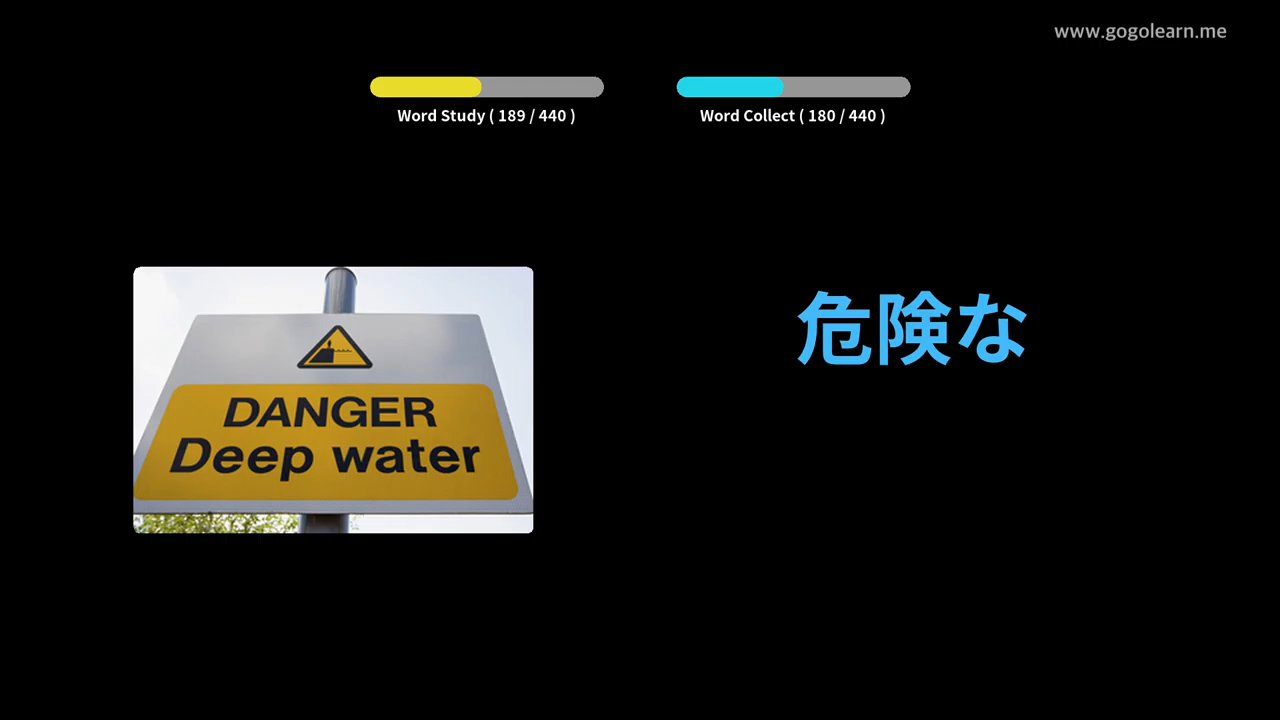 www.gogolearn.me
Word Study ( 189 / 440 )
Word Collect ( 180 / 440 )
DANGER
Deep water
危険な